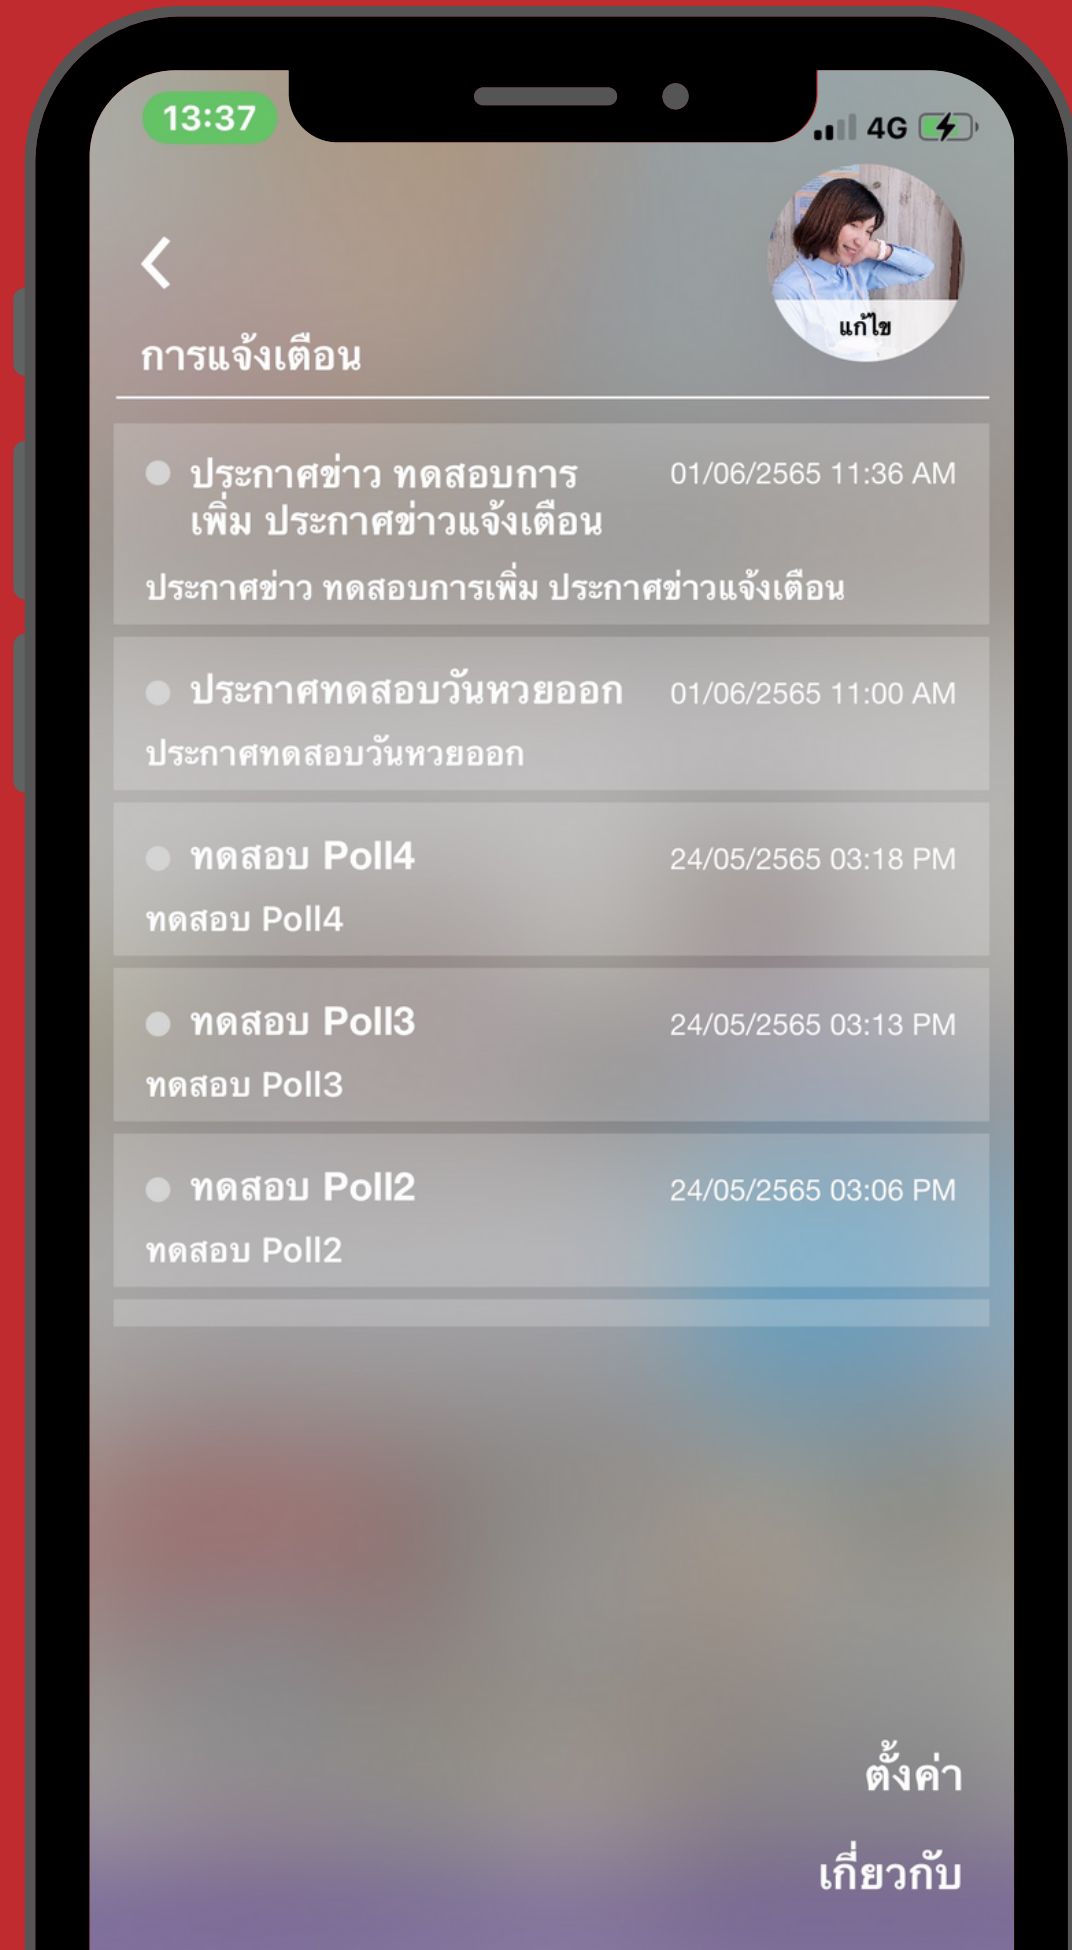 13:37
4G
แก้ไข
การแจ้งเตือน
ประกาศข่าว ทดสอบการ 01/06/2565 11:36 AM
เพิ่ม ประกาศข่าวแจ้งเตือน
ประกาศข่าว ทดสอบการเพิ่ม ประกาศข่าวแจ้งเตือน
ประกาศทดสอบวันหวยออก 01/06/2565 11:00 AM
ประกาศทดสอบวันหวยออก
ทดสอบ Poll4 24/05/2565 03:18 PM
ทดสอบ Poll4
ทดสอบ Poll3 24/05/2565 03:13 PM
ทดสอบ Poll3
ทดสอบ Poll2 24/05/2565 03:06 PM
ทดสอบ Poll2
ตั้งค่า
เกี่ยวกับ